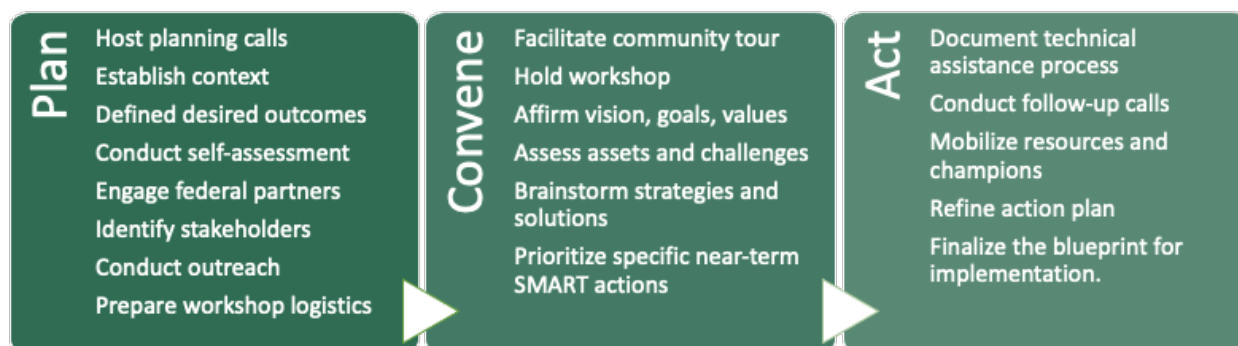 Plan
Host planning calls
Establish context
Defined desired outcomes
Conduct self-assessment
Engage federal partners
Identify stakeholders
Conduct outreach
Prepare workshop logistics
Convene
Facilitate community tour
Hold workshop
Affirm vision, goals, values
Assess assets and challenges
Brainstorm strategies and
solutions
Prioritize specific near-term
SMART actions
Act
Document technical
assistance process
Conduct follow-up calls
Mobilize resources and
champions
Refine action plan
Finalize the blueprint for
implementation.